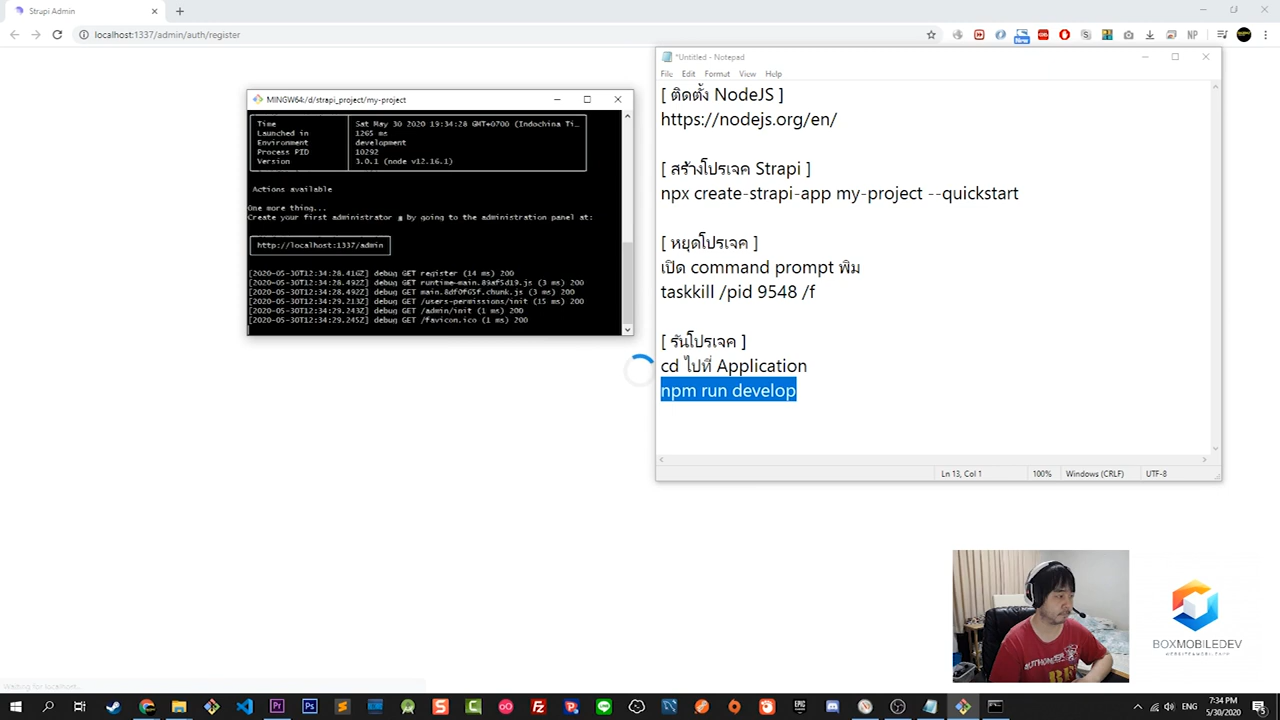 Strapi Admin
localhost:1337/admin/auth/register
*Untitled - Notepad
File Edit Format View Help
[ ติดตั้ง NodeJS ]
https://nodejs.org/en/
[ สร้างโปรเจค Strapi ]
npx create-strapi-app my-project --quickstart
[ หยุดโปรเจค ]
เปิด command prompt พิม
taskkill /pid 9548 /f
[ รันโปรเจค ]
cd ไปที่ Application
npm run develop
Ln 13, Col 1 100% Windows (CRLF) UTF-8
MINGW64:/d/strapi_project/my-project
Time Sat May 30 2020 19:34:28 GMT+0700 (Indochina Ti…
Launched in 1265 ms
Environment development
Process PID 10292
Version 3.0.1 (node v12.16.1)
Actions available
One more thing...
Create your first administrator by going to the administration panel at:
http://localhost:1337/admin
[2020-05-30T12:34:28.416Z] debug GET register (14 ms) 200
[2020-05-30T12:34:28.492Z] debug GET runtime-main.89af5d19.js (3 ms) 200
[2020-05-30T12:34:28.492Z] debug GET main.8df0f65f.chunk.js (3 ms) 200
[2020-05-30T12:34:29.213Z] debug GET /users-permissions/init (15 ms) 200
[2020-05-30T12:34:29.243Z] debug GET /admin/init (1 ms) 200
[2020-05-30T12:34:29.245Z] debug GET /favicon.ico (1 ms) 200
BOXMOBILEDEV
Waiting for localhost...
ENG
7:34 PM
5/30/2020